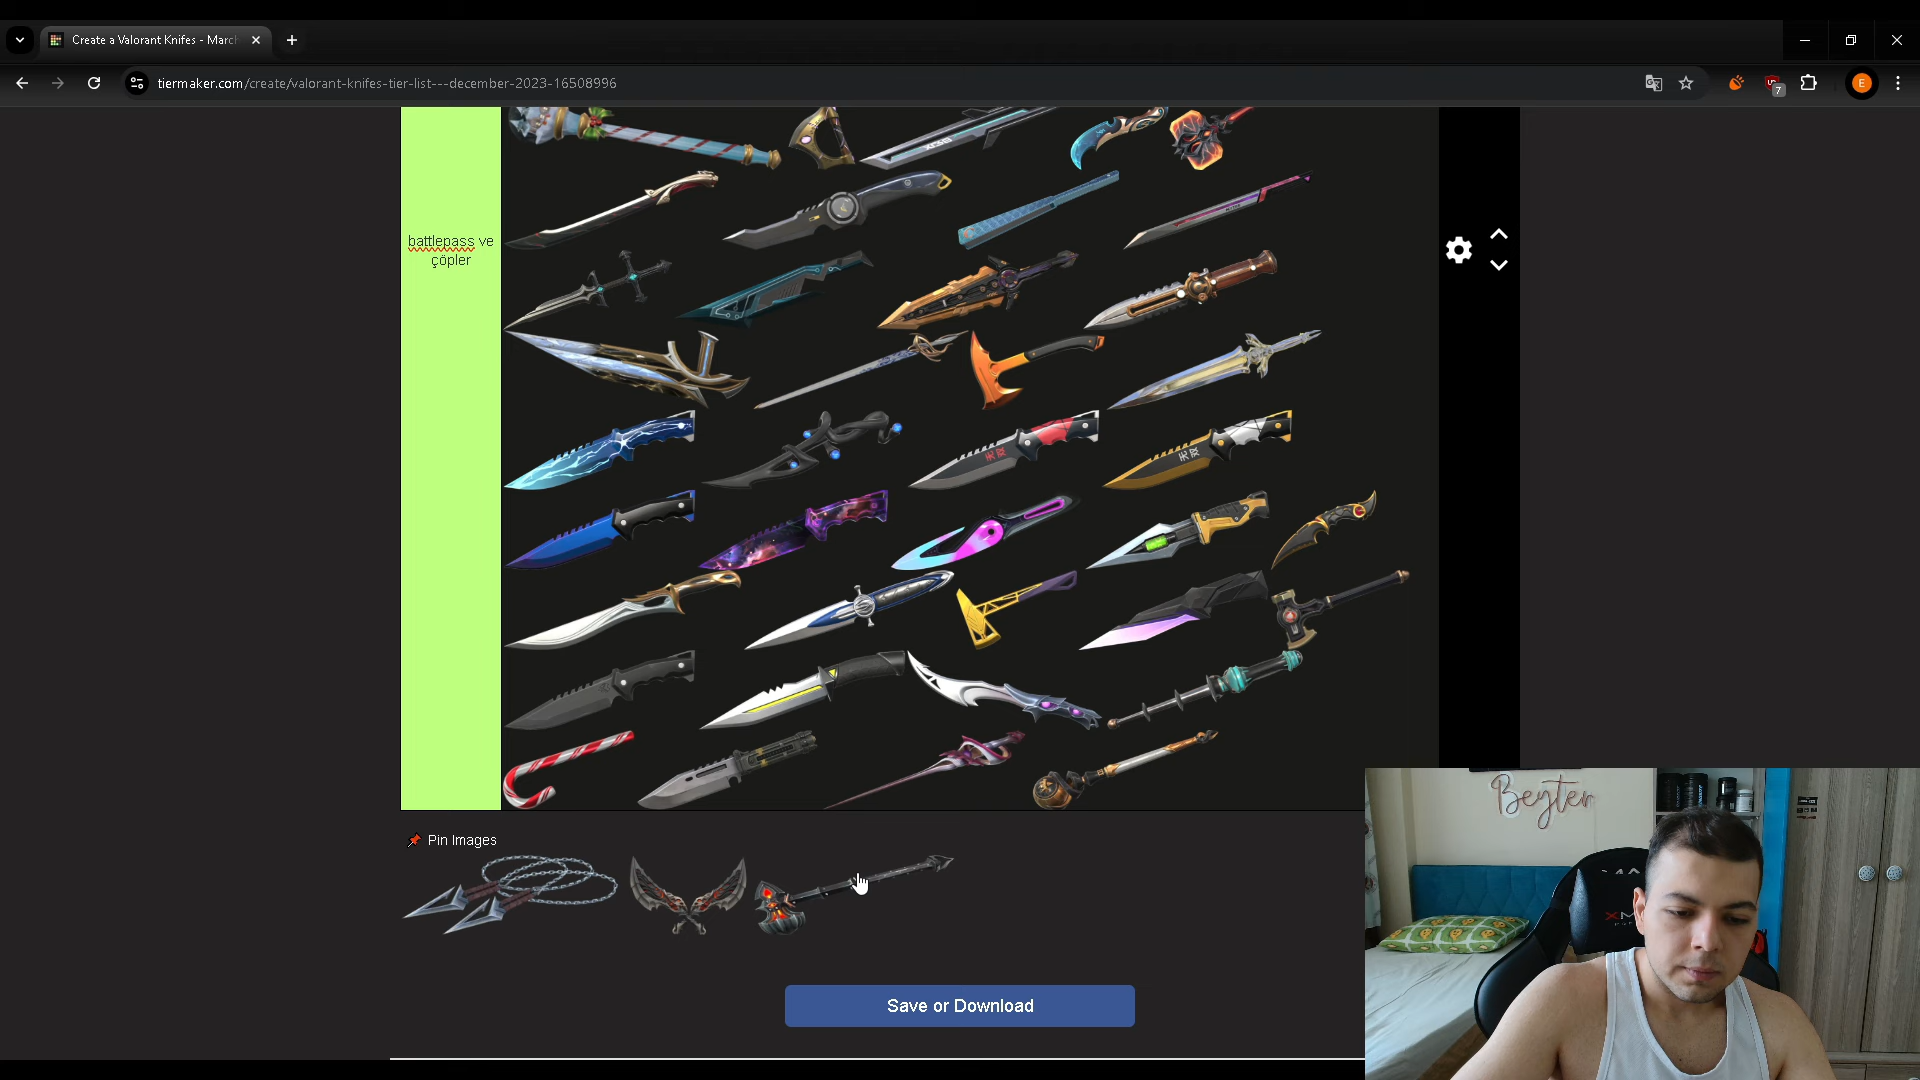 Create a Valorant Knifes - March
tiermaker.com/create/valorant-knifes-tier-list---december-2023-16508996
7
E
battlepass ve
çöpler
Pin Images
Save or Download
Beyter